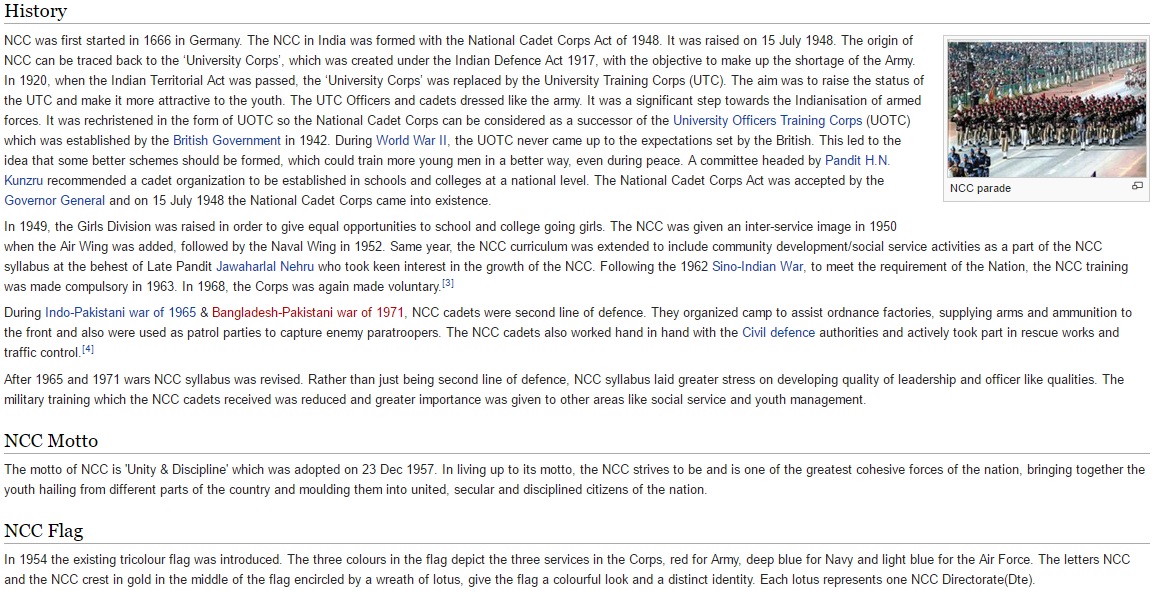 History
NCC was first started in 1666 in Germany. The NCC in India was formed with the National Cadet Corps Act of 1948. It was raised on 15 July 1948. The origin of
NCC can be traced back to the ‘University Corps’, which was created under the Indian Defence Act 1917, with the objective to make up the shortage of the Army.
In 1920, when the Indian Territorial Act was passed, the ‘University Corps’ was replaced by the University Training Corps (UTC). The aim was to raise the status of
the UTC and make it more attractive to the youth. The UTC Officers and cadets dressed like the army. It was a significant step towards the Indianisation of armed
forces. It was rechristened in the form of UOTC so the National Cadet Corps can be considered as a successor of the University Officers Training Corps (UOTC)
which was established by the British Government in 1942. During World War II, the UOTC never came up to the expectations set by the British. This led to the
idea that some better schemes should be formed, which could train more young men in a better way, even during peace. A committee headed by Pandit H.N.
Kunzru recommended a cadet organization to be established in schools and colleges at a national level. The National Cadet Corps Act was accepted by the
Governor General and on 15 July 1948 the National Cadet Corps came into existence.
NCC parade
In 1949, the Girls Division was raised in order to give equal opportunities to school and college going girls. The NCC was given an inter-service image in 1950
when the Air Wing was added, followed by the Naval Wing in 1952. Same year, the NCC curriculum was extended to include community development/social service activities as a part of the NCC
syllabus at the behest of Late Pandit Jawaharlal Nehru who took keen interest in the growth of the NCC. Following the 1962 Sino-Indian War, to meet the requirement of the Nation, the NCC training
was made compulsory in 1963. In 1968, the Corps was again made voluntary.[3]
During Indo-Pakistani war of 1965 & Bangladesh-Pakistani war of 1971, NCC cadets were second line of defence. They organized camp to assist ordnance factories, supplying arms and ammunition to
the front and also were used as patrol parties to capture enemy paratroopers. The NCC cadets also worked hand in hand with the Civil defence authorities and actively took part in rescue works and
traffic control.[4]
After 1965 and 1971 wars NCC syllabus was revised. Rather than just being second line of defence, NCC syllabus laid greater stress on developing quality of leadership and officer like qualities. The
military training which the NCC cadets received was reduced and greater importance was given to other areas like social service and youth management.
NCC Motto
The motto of NCC is 'Unity & Discipline' which was adopted on 23 Dec 1957. In living up to its motto, the NCC strives to be and is one of the greatest cohesive forces of the nation, bringing together the
youth hailing from different parts of the country and moulding them into united, secular and disciplined citizens of the nation.
NCC Flag
In 1954 the existing tricolour flag was introduced. The three colours in the flag depict the three services in the Corps, red for Army, deep blue for Navy and light blue for the Air Force. The letters NCC
and the NCC crest in gold in the middle of the flag encircled by a wreath of lotus, give the flag a colourful look and a distinct identity. Each lotus represents one NCC Directorate(Dte).